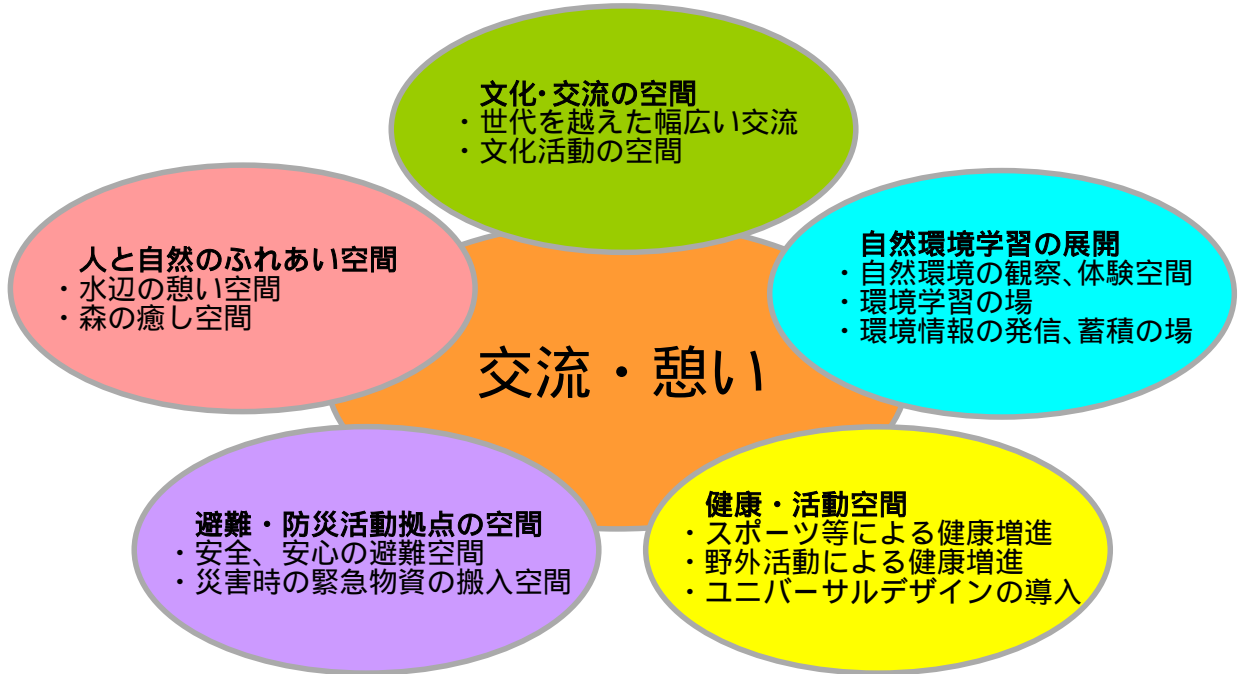 文化・交流の空間
・世代を越えた幅広い交流
・文化活動の空間
人と自然のふれあい空間
・水辺の憩い空間
・森の癒し空間
自然環境学習の展開
・自然環境の観察、体験空間
・環境学習の場
・環境情報の発信、蓄積の場
交流・憩い
避難・防災活動拠点の空間
・安全、安心の避難空間
・災害時の緊急物資の搬入空間
健康・活動空間
・スポーツ等による健康増進
・野外活動による健康増進
・ユニバーサルデザインの導入